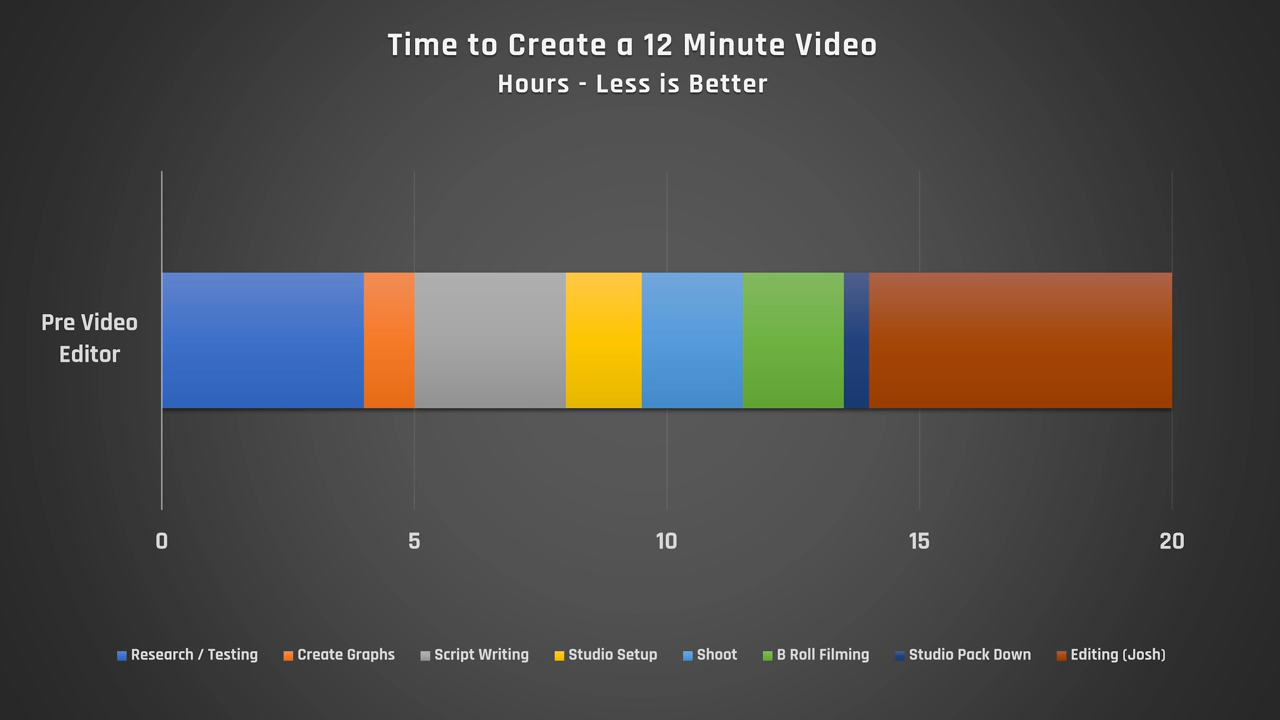 Time to Create a 12 Minute Video
Hours - Less is Better
Pre Video
Editor
0 5 10 15 20
Research / Testing Create Graphs Script Writing Studio Setup Shoot B Roll Filming Studio Pack Down Editing (Josh)